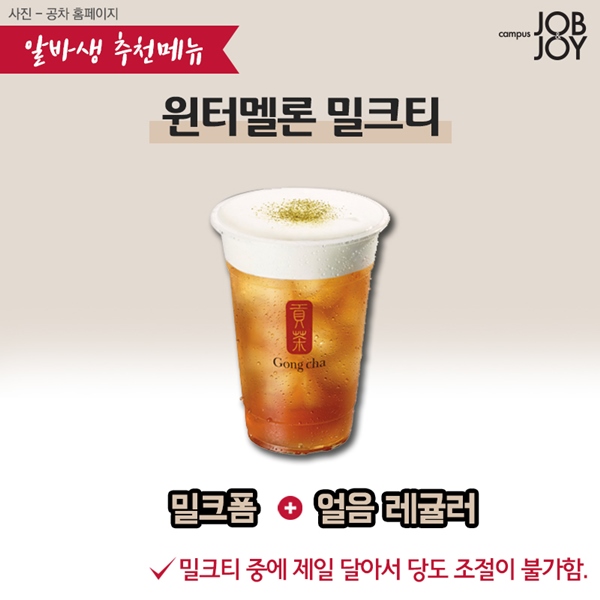 사진 - 공차 홈페이지
알바생 추천메뉴
campus JOB & JOY
윈터멜론 밀크티
貢茶
Gong cha
밀크폼 + 얼음 레귤러
✓ 밀크티 중에 제일 달아서 당도 조절이 불가함.